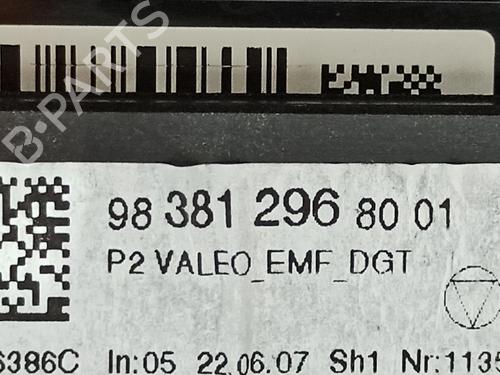 B-PARTS
98 381 296 80 01
P2 VALEO_EMF_DGT
6386C In:05 22.06.07 Sh1 Nr:1135